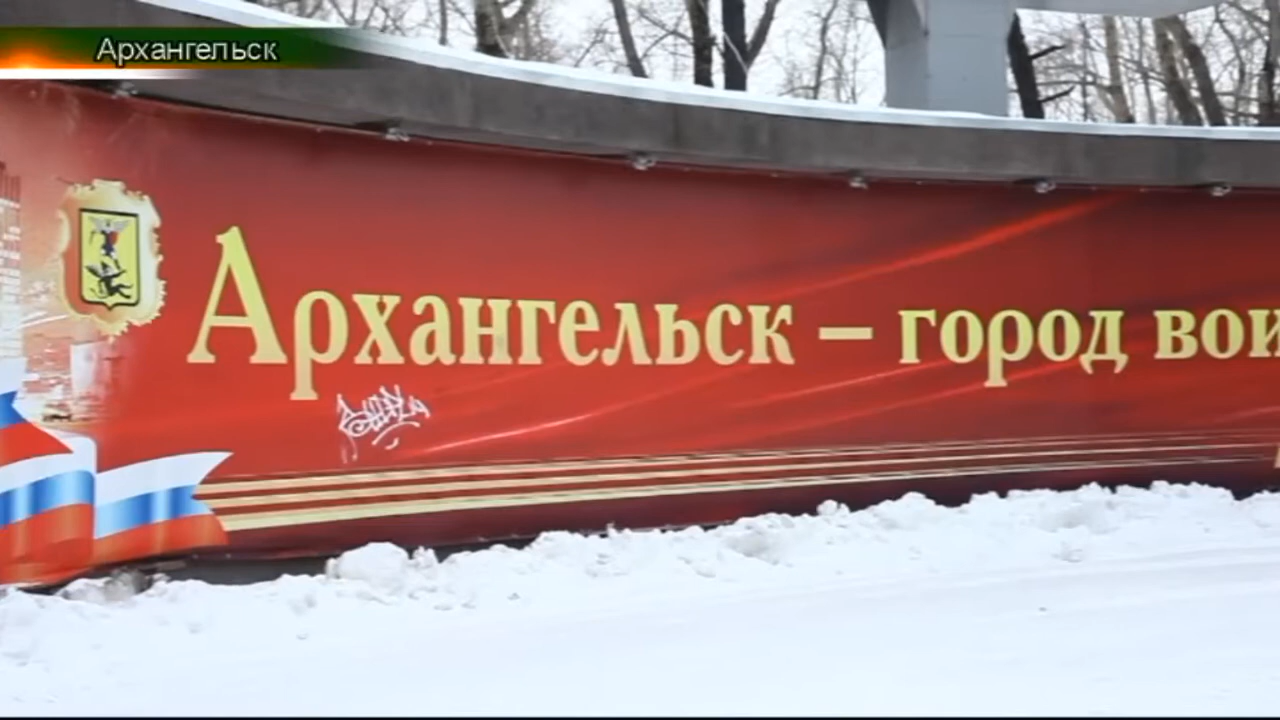 Архангельск
Архангельск – город вои